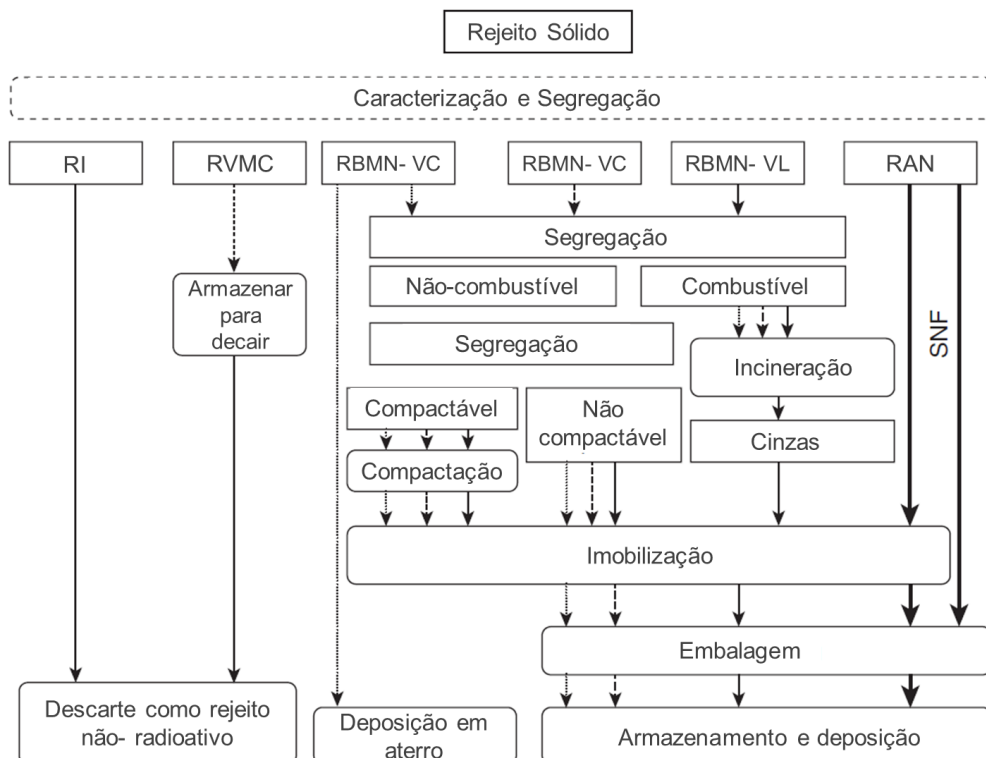 Rejeito Sólido
Caracterização e Segregação
RI
RVMC
RBMN- VC
RBMN- VC
RBMN- VL
RAN
Segregação
Armazenar
para
decair
Não-combustível
Combustível
SNF
Segregação
Incineração
Compactável
Não
compactável
Cinzas
Compactação
Imobilização
Embalagem
Descarte como rejeito
não- radioativo
Deposição em
aterro
Armazenamento e deposição